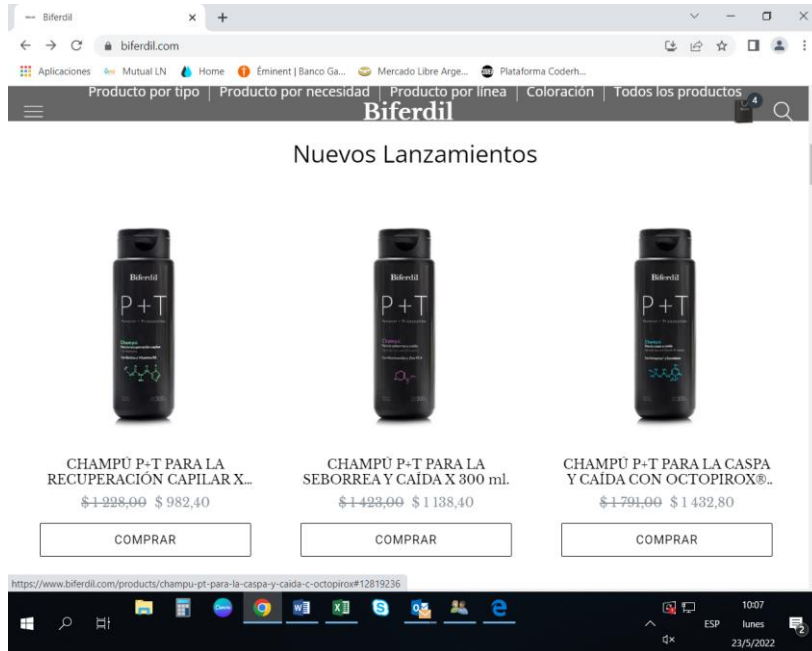 Biferdil
biferdil.com
Aplicaciones
Mutual LN
Home
Éminent | Banco Ga...
Mercado Libre Arge...
Plataforma Coderh...
Producto por tipo | Producto por necesidad | Producto por línea | Coloración | Todos los productos
Biferdil
4
Nuevos Lanzamientos
Biferdil
P+T
Champú
Biferdil
P+T
Champú
Biferdil
P+T
Champú
CHAMPÚ P+T PARA LA
RECUPERACIÓN CAPILAR X...
$ 1 228,00 $ 982,40
COMPRAR
CHAMPÚ P+T PARA LA
SEBORREA Y CAÍDA X 300 ml.
$ 1 423,00 $ 1 138,40
COMPRAR
CHAMPÚ P+T PARA LA CASPA
Y CAÍDA CON OCTOPIROX®..
$ 1 791,00 $ 1 432,80
COMPRAR
https://www.biferdil.com/products/champu-pt-para-la-caspa-y-caida-c-octopirox#12819236
10:07
ESP lunes
23/5/2022
2